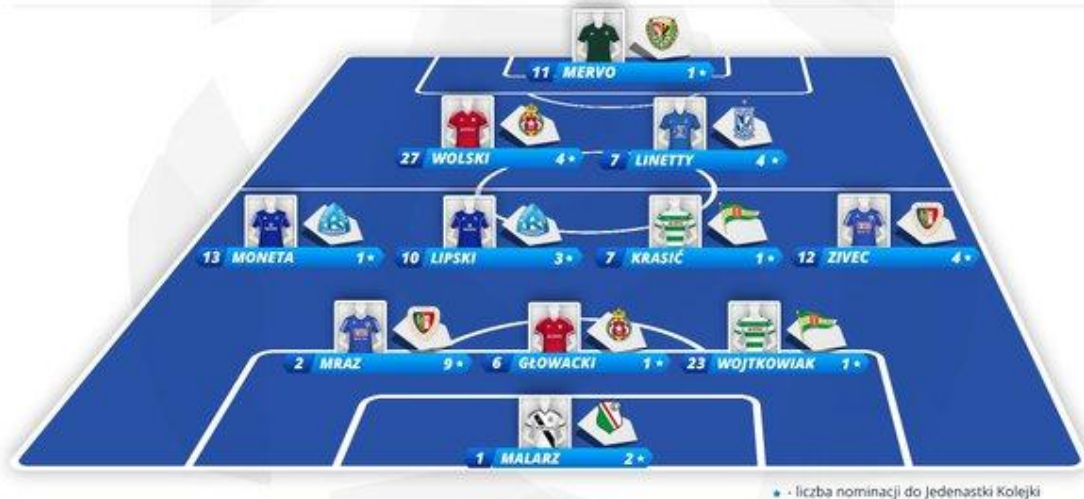 11 MERVO 1★
27 WOLSKI 4★
7 LINETTY 4★
13 MONETA 1★
10 LIPSKI 3★
7 KRASIĆ 1★
12 ZIVEC 4★
2 MRAZ 9★
6 GŁOWACKI 1★
23 WOJTKOWIAK 1★
1 MALARZ 2★
★ - liczba nominacji do Jedenastki Kolejki